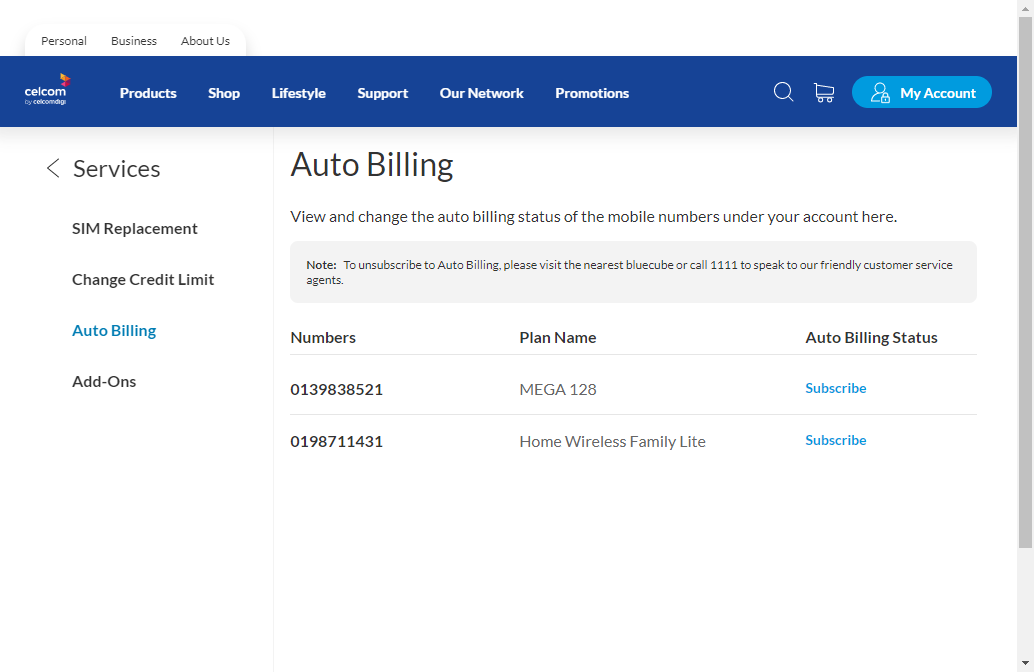 Personal Business About Us
celcom
by celcomdigi
Products Shop Lifestyle Support Our Network Promotions My Account
Services
SIM Replacement
Change Credit Limit
Auto Billing
Add-Ons
Auto Billing
View and change the auto billing status of the mobile numbers under your account here.
Note: To unsubscribe to Auto Billing, please visit the nearest bluecube or call 1111 to speak to our friendly customer service
agents.
Numbers Plan Name Auto Billing Status
0139838521 MEGA 128 Subscribe
0198711431 Home Wireless Family Lite Subscribe